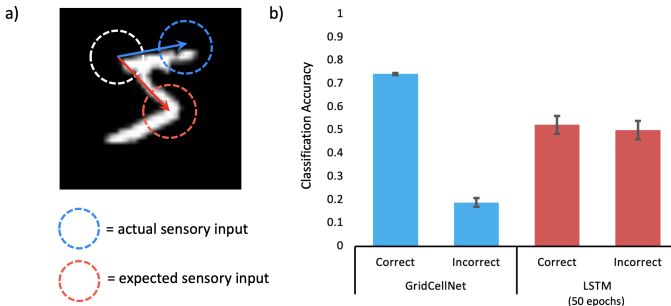 a)
= actual sensory input
= expected sensory input
b)
Classification Accuracy
1
0.9
0.8
0.7
0.6
0.5
0.4
0.3
0.2
0.1
0
Correct Incorrect Correct Incorrect
GridCellNet LSTM
(50 epochs)